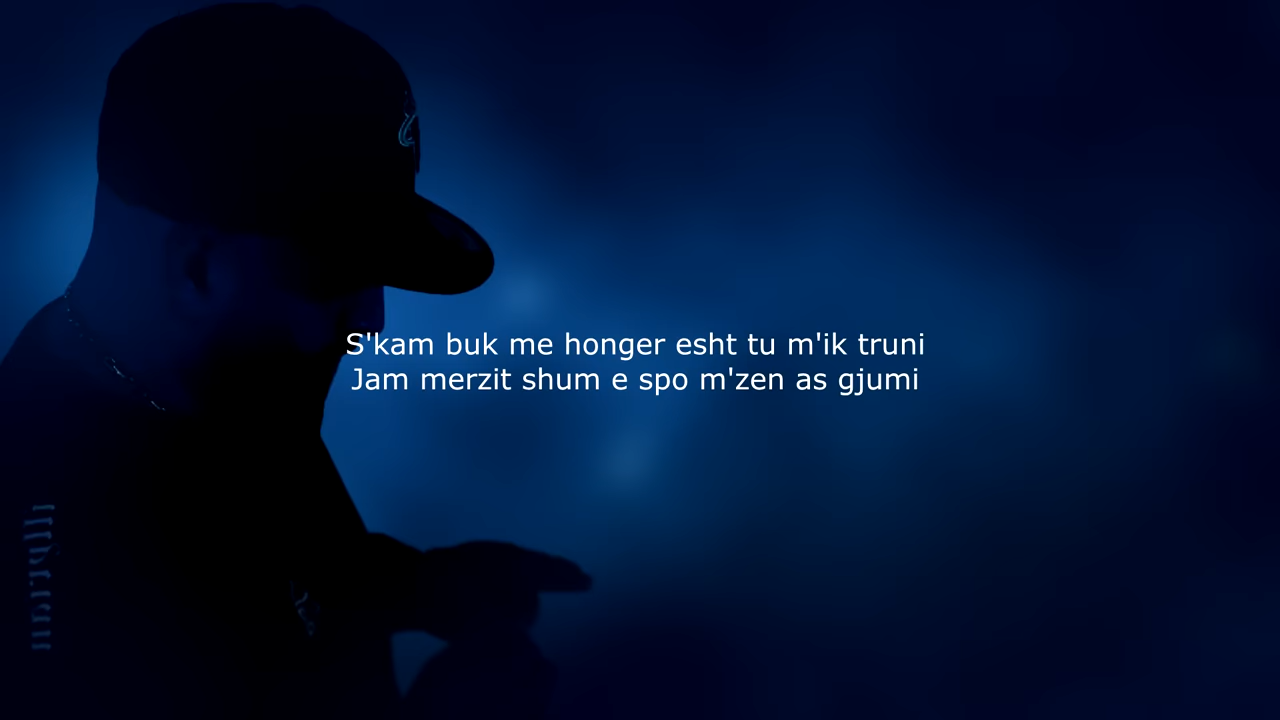 S'kam buk me honger esht tu m'ik truni
Jam merzit shum e spo m'zen as gjumi